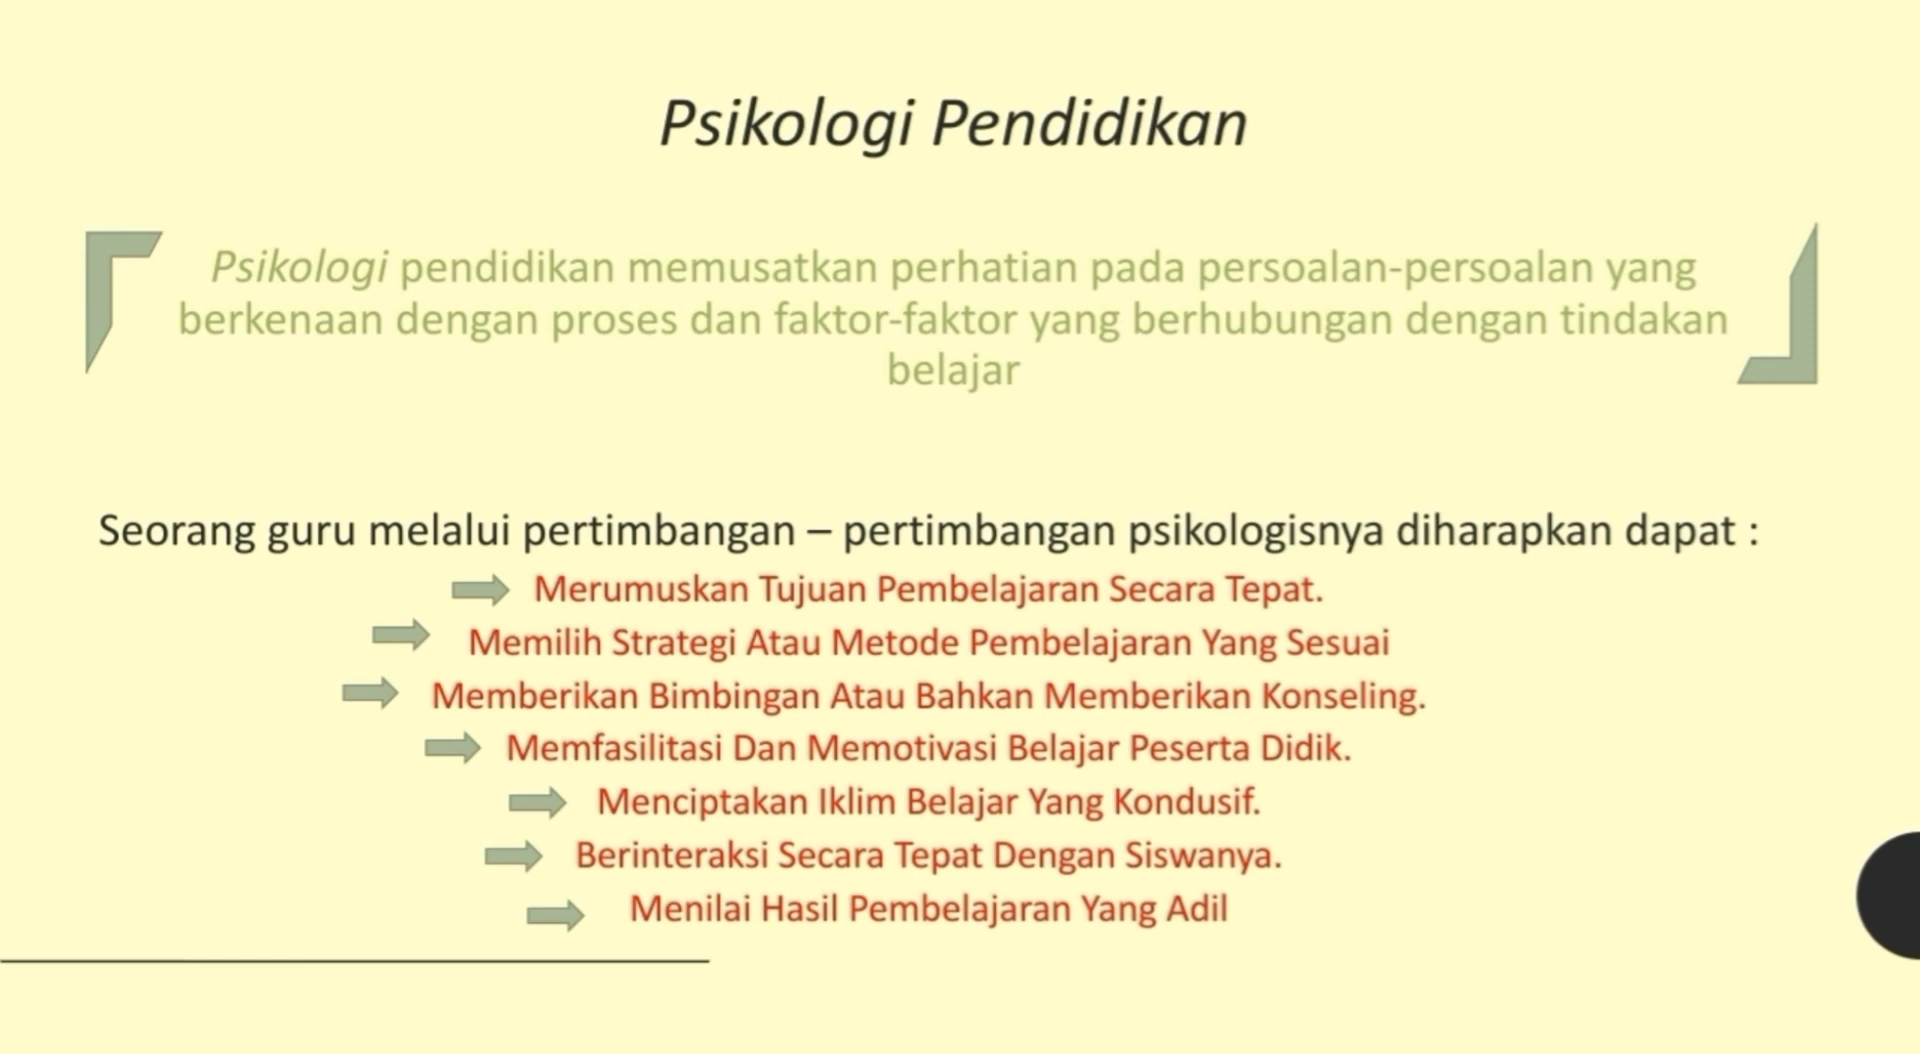 Psikologi Pendidikan
Psikologi pendidikan memusatkan perhatian pada persoalan-persoalan yang
berkenaan dengan proses dan faktor-faktor yang berhubungan dengan tindakan
belajar
Seorang guru melalui pertimbangan – pertimbangan psikologisnya diharapkan dapat :
Merumuskan Tujuan Pembelajaran Secara Tepat.
Memilih Strategi Atau Metode Pembelajaran Yang Sesuai
Memberikan Bimbingan Atau Bahkan Memberikan Konseling.
Memfasilitasi Dan Memotivasi Belajar Peserta Didik.
Menciptakan Iklim Belajar Yang Kondusif.
Berinteraksi Secara Tepat Dengan Siswanya.
Menilai Hasil Pembelajaran Yang Adil